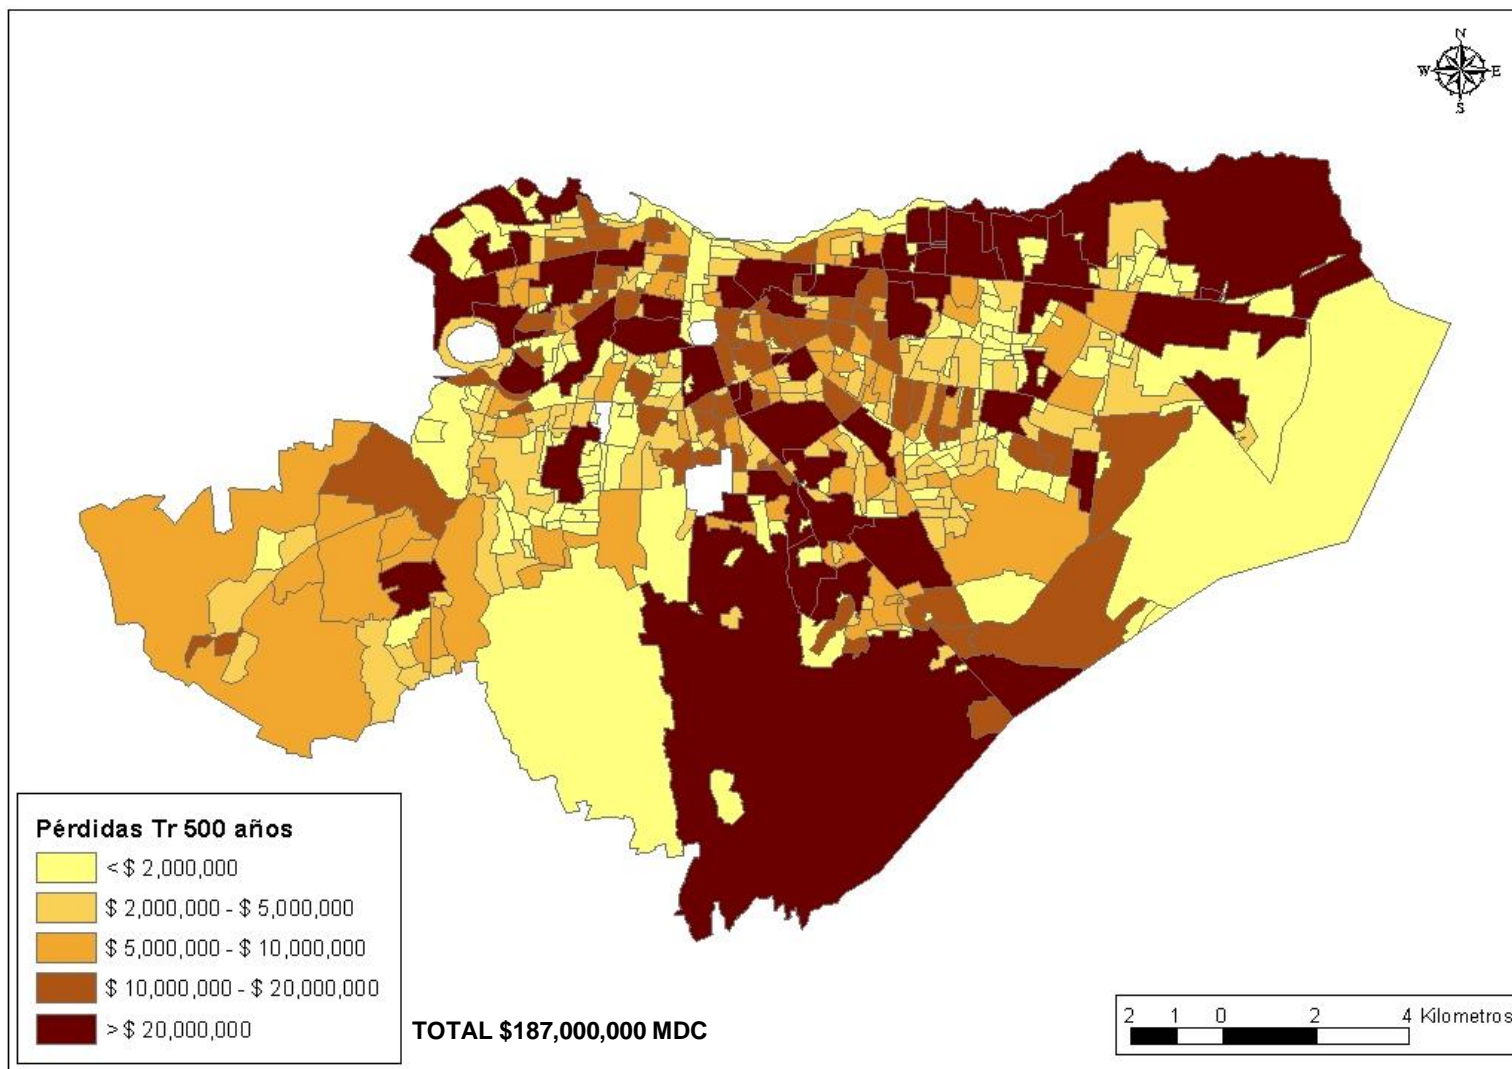 N
W E
S
Pérdidas Tr 500 años
< $ 2,000,000
$ 2,000,000 - $ 5,000,000
$ 5,000,000 - $ 10,000,000
$ 10,000,000 - $ 20,000,000
> $ 20,000,000
TOTAL $187,000,000 MDC
2 1 0 2 4 Kilometros